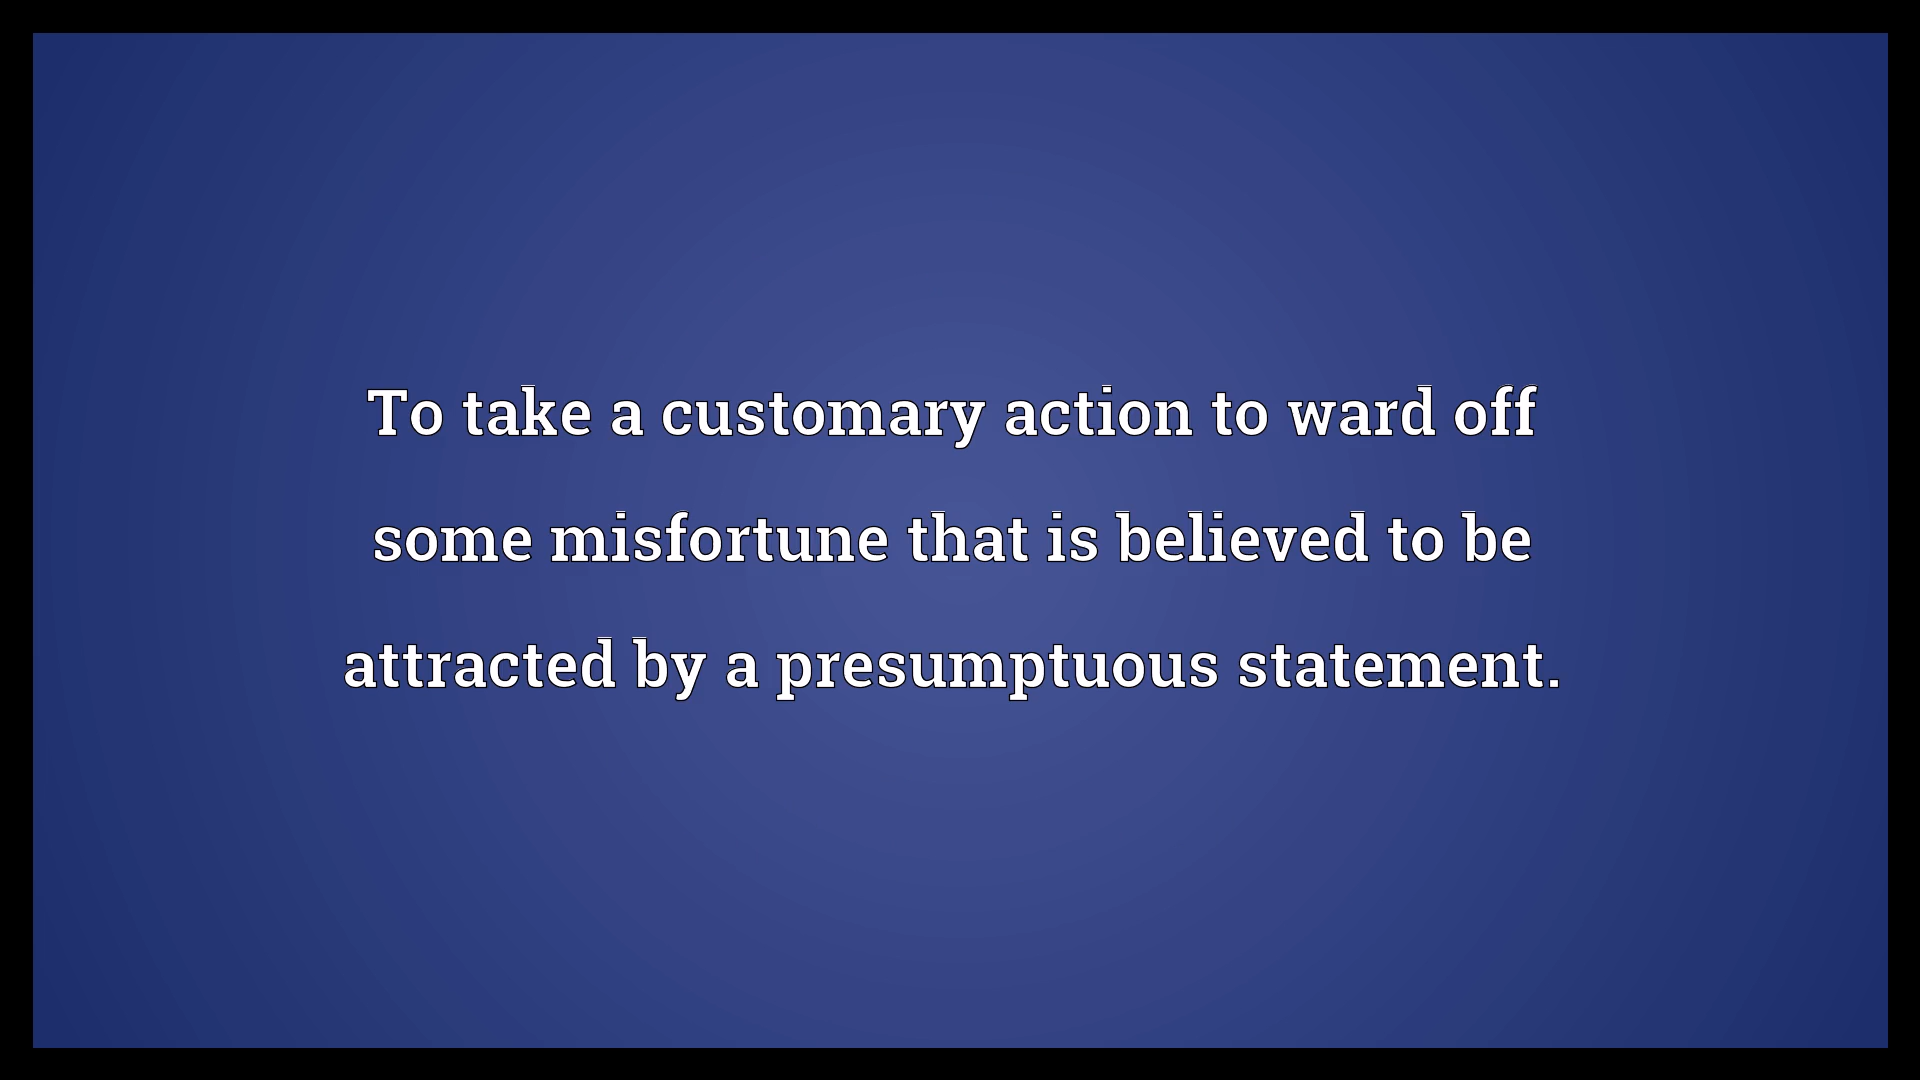 To take a customary action to ward off
some misfortune that is believed to be
attracted by a presumptuous statement.